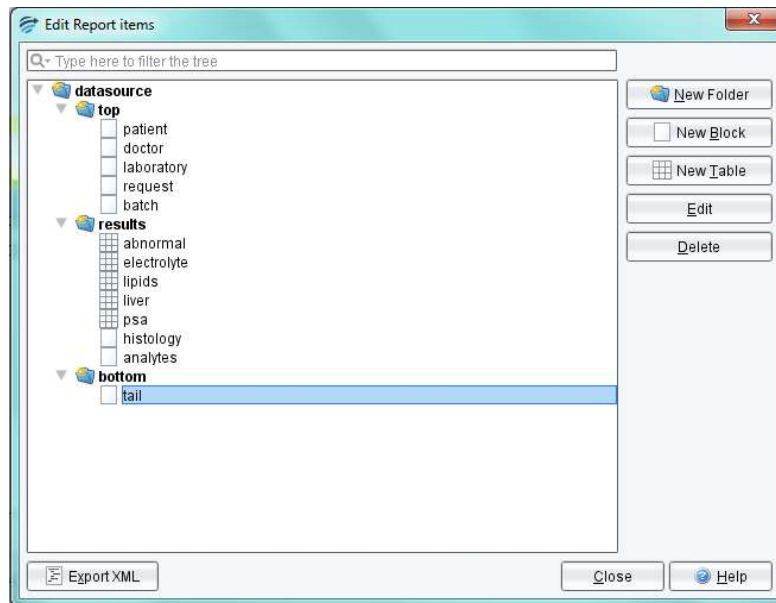 Edit Report items
Type here to filter the tree
datasource
top
patient
doctor
laboratory
request
batch
results
abnormal
electrolyte
lipids
liver
psa
histology
analytes
bottom
tail
New Folder
New Block
New Table
Edit
Delete
Export XML
Close
Help